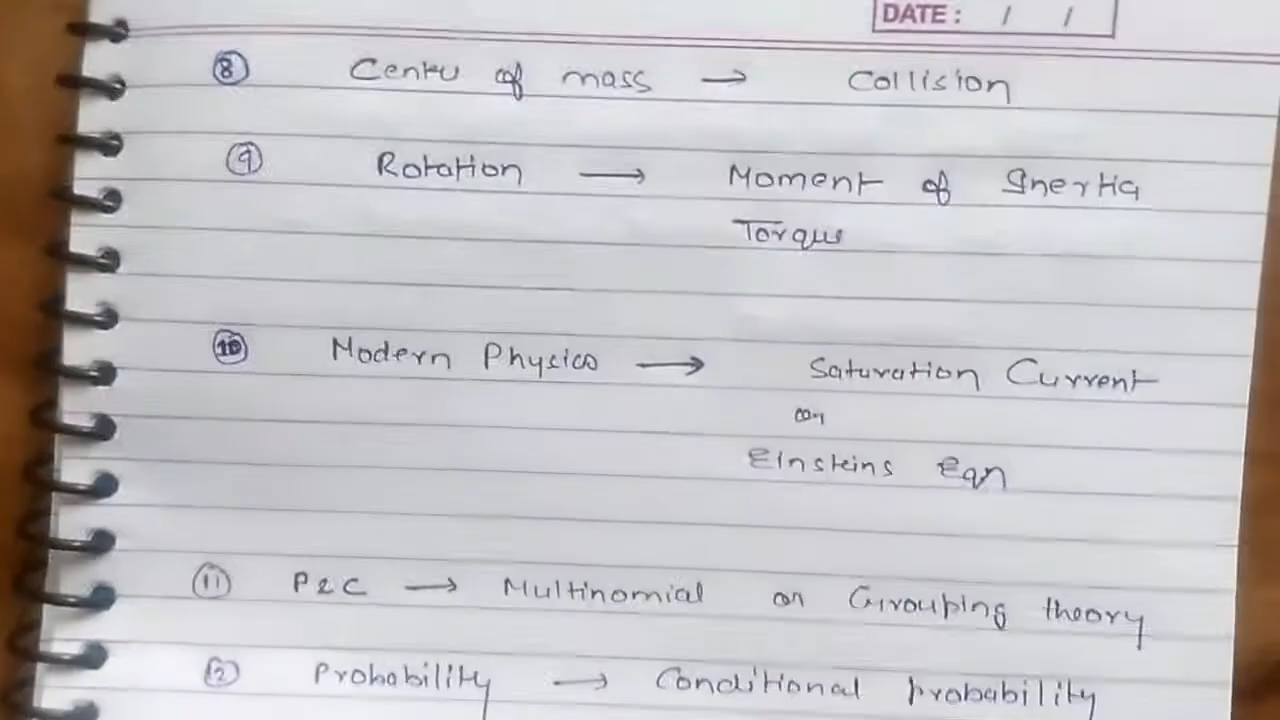 DATE: / /
8 Centre of mass → Collision
9 Rotation → Moment of Inertia
Torque
10 Modern Physics → Saturation Current
or
Einsteins Eqn
11 P&C → Multinomial or Grouping theory
12 Probability → Conditional probability